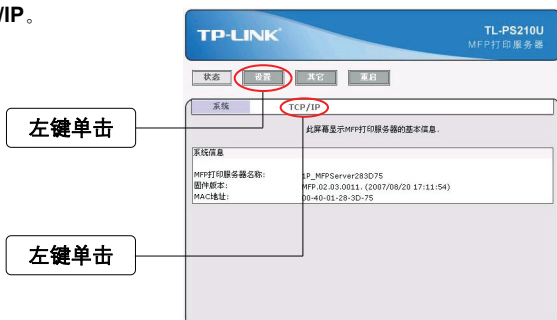 /IP。
TP-LINK
TL-PS210U
MFP打印服务器
状态 设置 其它 重启
系统 TCP/IP
左键单击
此屏幕显示MFP打印服务器的基本信息.
系统信息
MFP打印服务器名称: 1P_MFPServer283D75
固件版本: MFP.02.03.0011. (2007/08/20 17:11:54)
MAC地址: 00-40-01-28-3D-75
左键单击